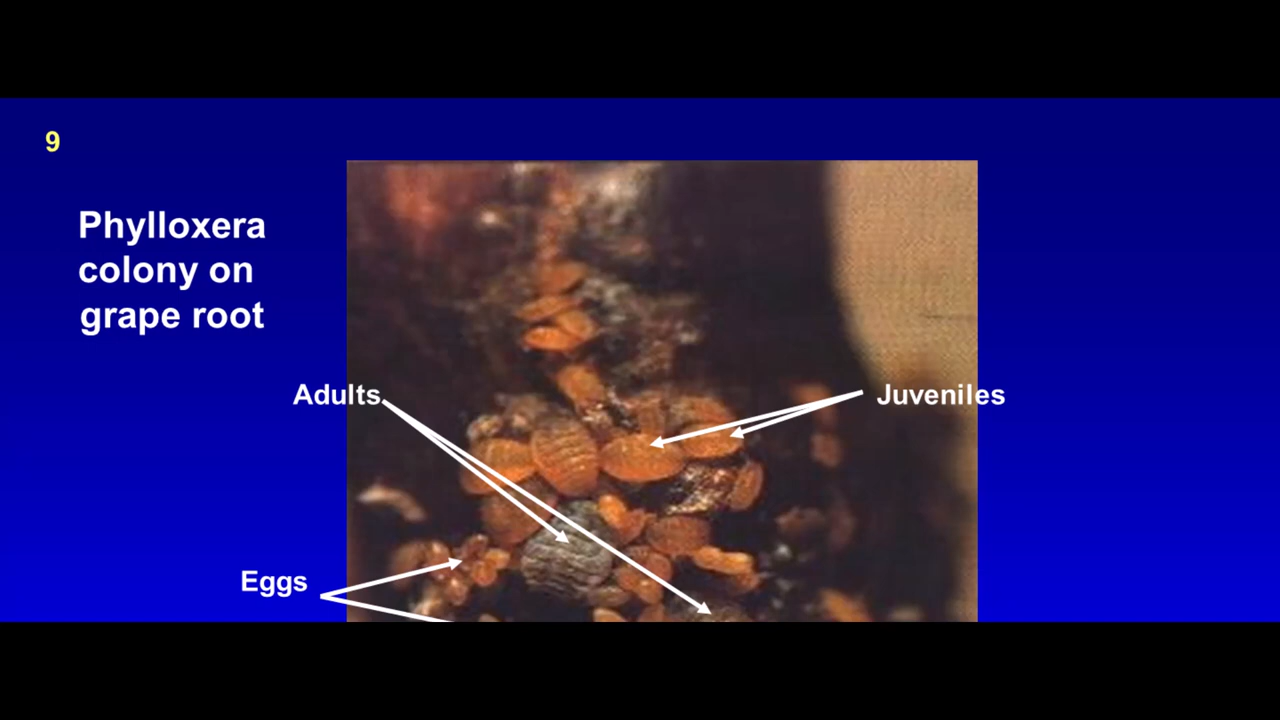 9
Phylloxera
colony on
grape root
Adults
Juveniles
Eggs